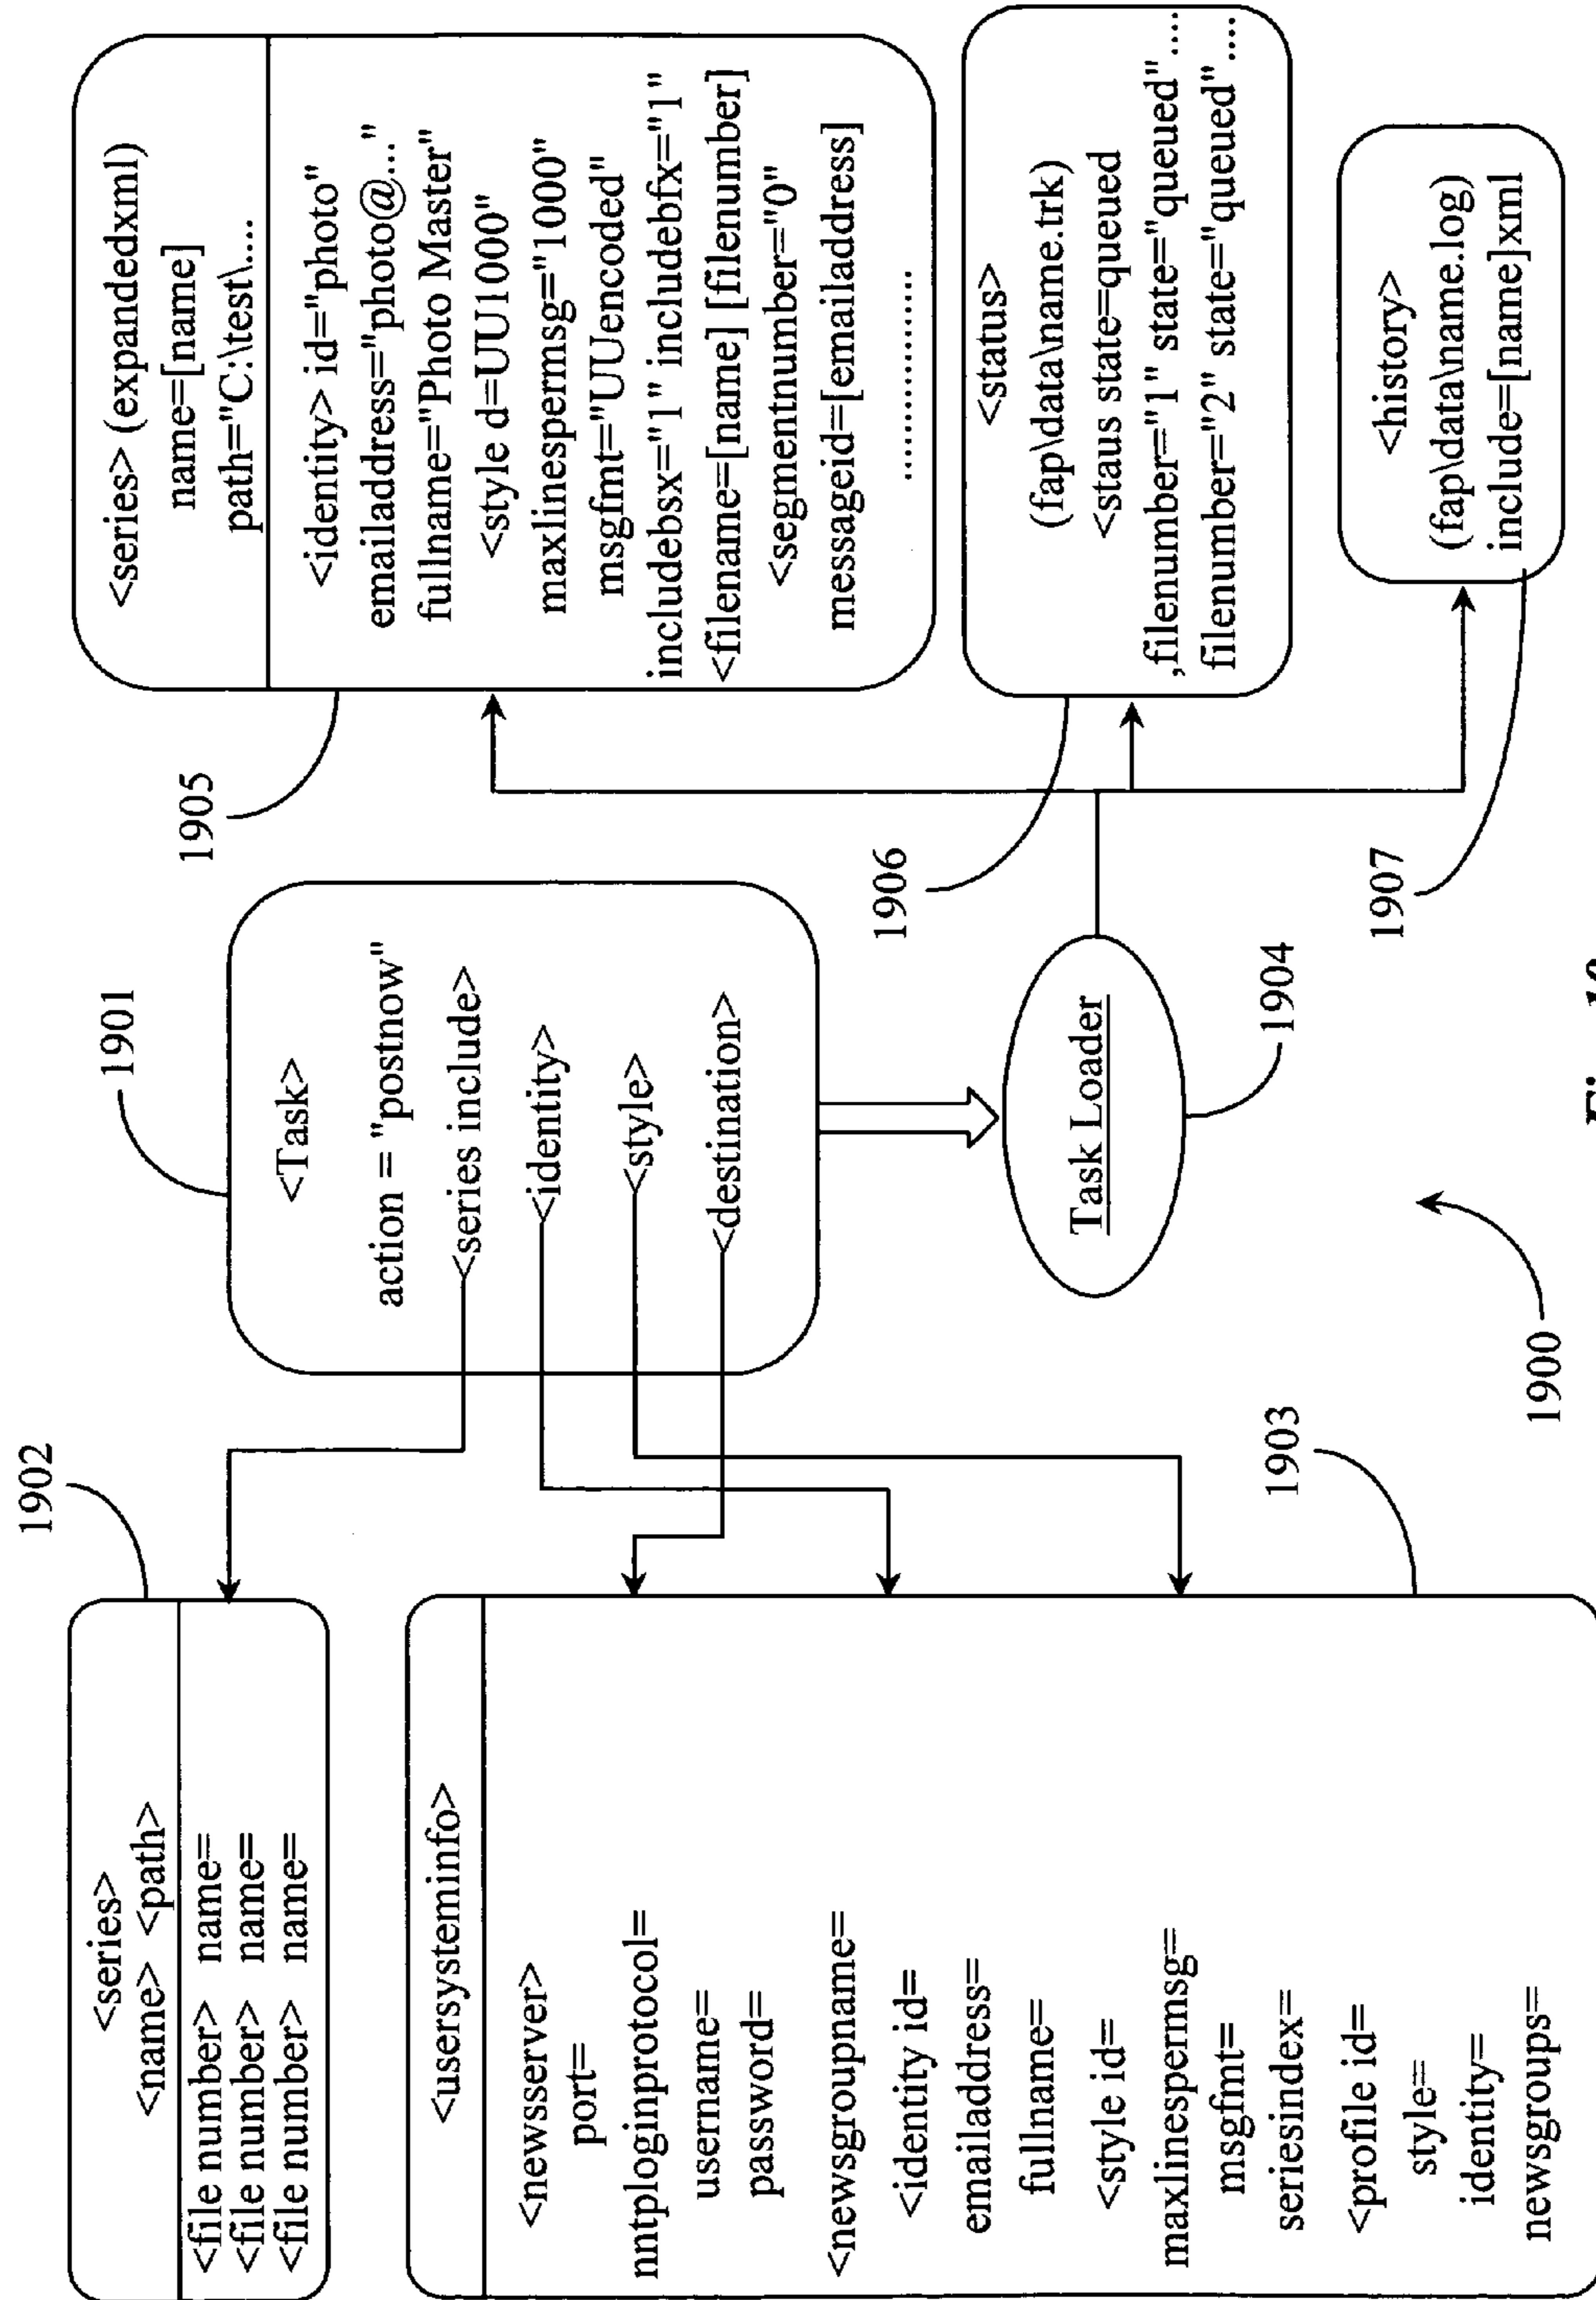 1902
<series>
<name> <path>
<file number> name=
<file number> name=
<file number> name=
<usersysteminfo>
<newsserver>
port=
nntploginprotocol=
username=
password=
<newsgroupname=
<identity id=
emailaddress=
fullname=
<style id=
maxlinespermsg=
msgfmt=
seriesindex=
<profile id=
style=
identity=
newsgroups=
1903
1901
<Task>
action = "postnow"
<series include>
<identity>
<style>
<destination>
Task Loader
1904
1900
1905
<series> (expandedxml)
name=[name]
path="C:\test\....
<identity> id="photo"
emailaddress="photo@..."
fullname="Photo Master"
<style d=UU1000"
maxlinespermsg="1000"
msgfmt="UUencoded"
includebsx="1" includebfx="1"
<filename=[name] [filenumber]
<segmentnumber="0"
messageid=[emailaddress]
..................
1906
<status>
(fap\data\name.trk)
<staus state=queued
,filenumber="1" state="queued"....
filenumber="2" state="queued"....
1907
<history>
(fap\data\name.log)
include=[name]xml